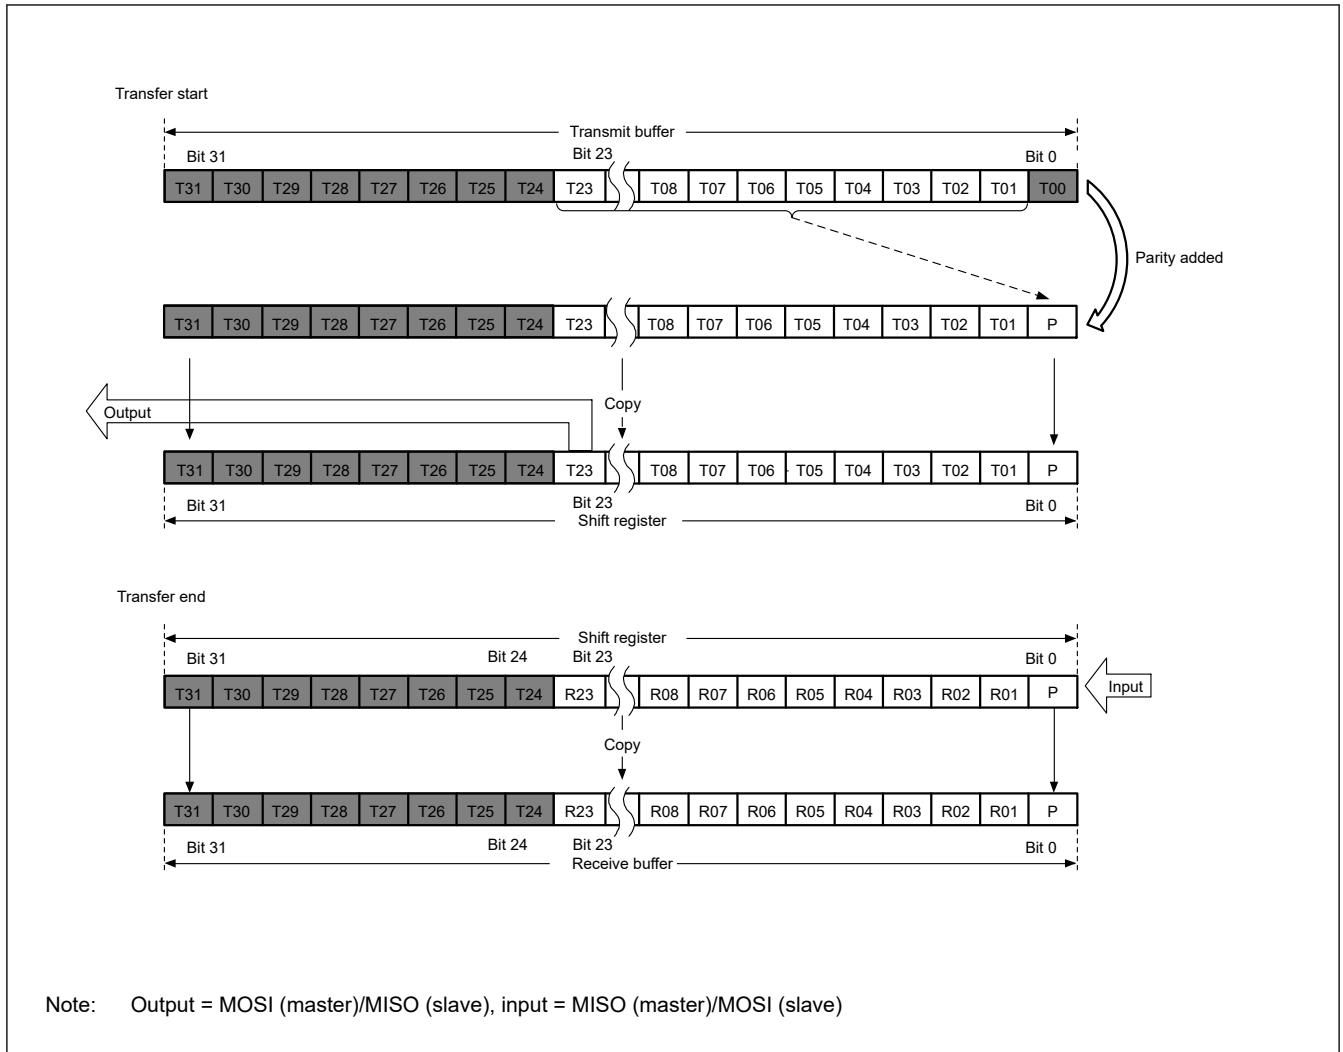 Transfer start
Transmit buffer
Bit 31 Bit 23 Bit 0
T31 T30 T29 T28 T27 T26 T25 T24 T23 T08 T07 T06 T05 T04 T03 T02 T01 T00
Parity added
T31 T30 T29 T28 T27 T26 T25 T24 T23 T08 T07 T06 T05 T04 T03 T02 T01 P
Output
Copy
T31 T30 T29 T28 T27 T26 T25 T24 T23 T08 T07 T06 T05 T04 T03 T02 T01 P
Bit 31 Bit 23 Bit 0
Shift register
Transfer end
Shift register
Bit 31 Bit 24 Bit 23 Bit 0
T31 T30 T29 T28 T27 T26 T25 T24 R23 R08 R07 R06 R05 R04 R03 R02 R01 P
Input
Copy
T31 T30 T29 T28 T27 T26 T25 T24 R23 R08 R07 R06 R05 R04 R03 R02 R01 P
Bit 31 Bit 24 Bit 23 Bit 0
Receive buffer
Note: Output = MOSI (master)/MISO (slave), input = MISO (master)/MOSI (slave)